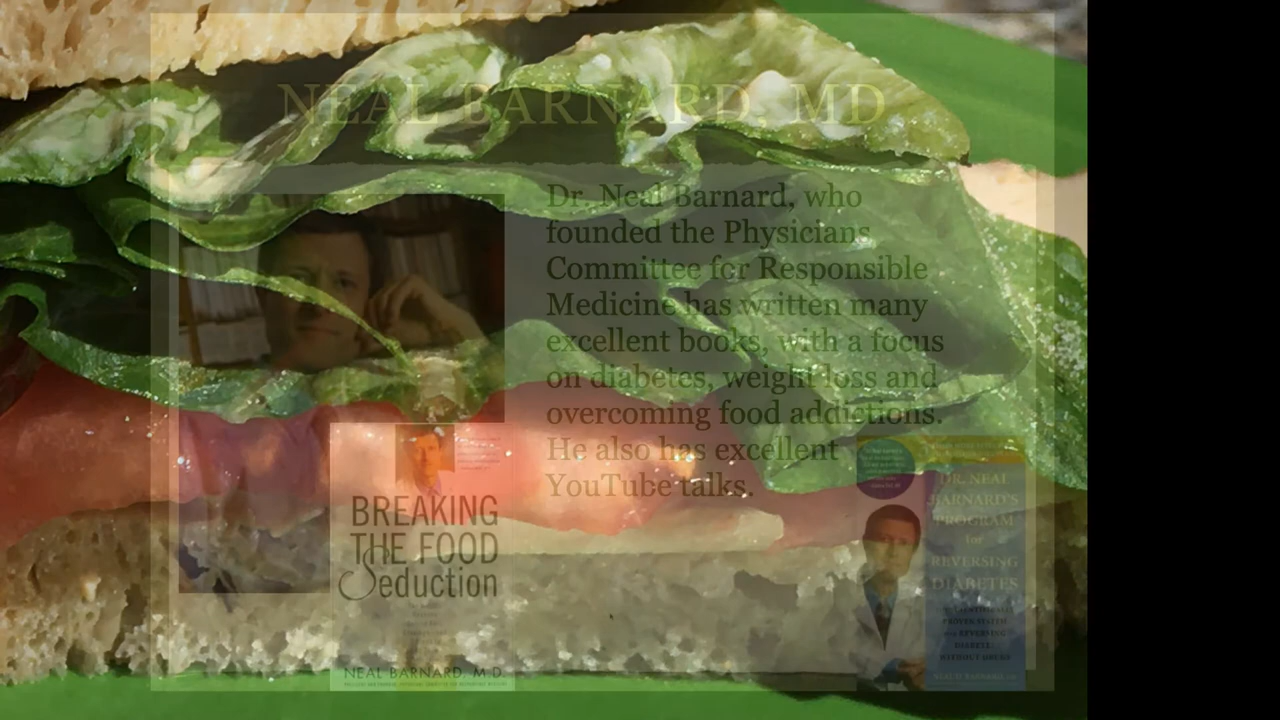 NEAL BARNARD, MD
Dr. Neal Barnard, who
founded the Physicians
Committee for Responsible
Medicine has written many
excellent books, with a focus
on diabetes, weight loss and
overcoming food addictions.
He also has excellent
YouTube talks.
BREAKING
THE FOOD
Seduction
NEAL BARNARD, M.D.
DR. NEAL
BARNARD'S
PROGRAM
for
REVERSING
DIABETES